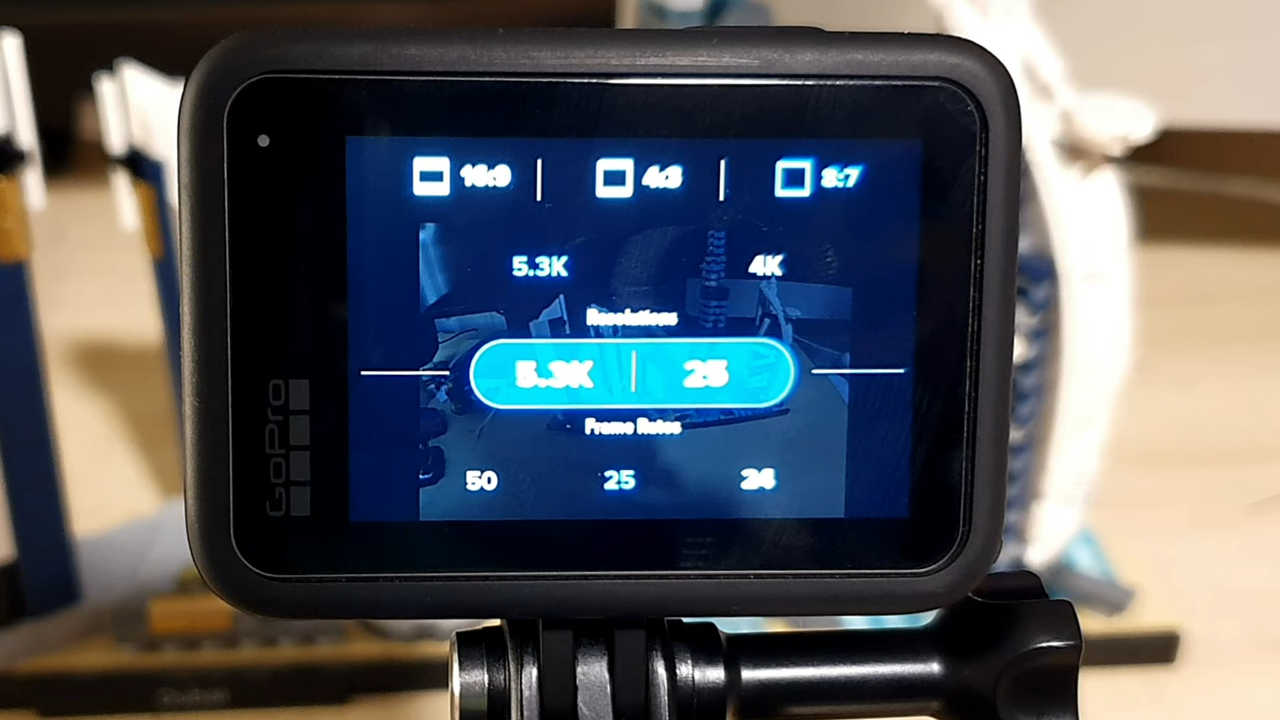 16:9 | 4:3 | 8:7
5.3K 4K
Resolutions
5.3K | 25
Frame Rates
50 25 24
GoPro